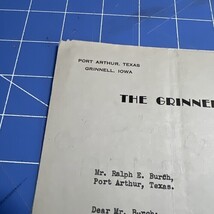 PORT ARTHUR, TEXAS
GRINNELL, IOWA
THE GRINNE
Mr. Ralph E. Burch,
Port Arthur, Texas.
Dear Mr. Burch: